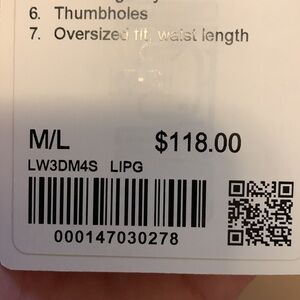 6. Thumbholes
7. Oversized fit, waist length
M/L $118.00
LW3DM4S LIPG
000147030278